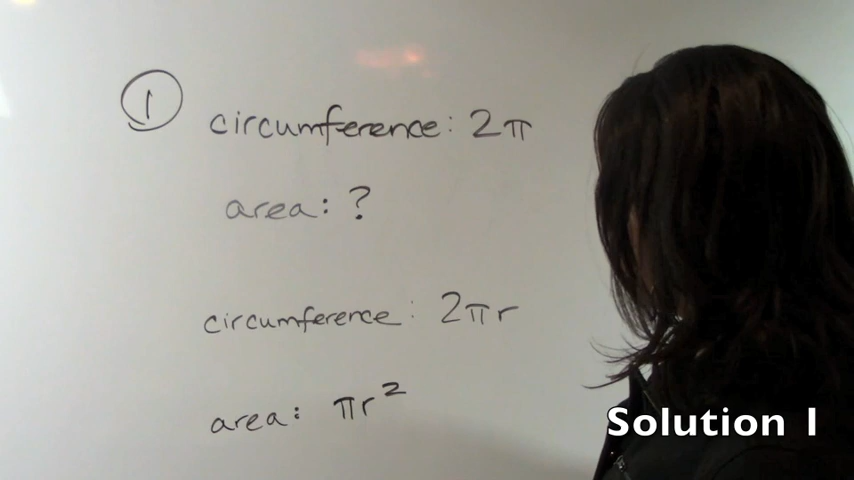 1 circumference: 2π
area: ?
circumference: 2πr
area: πr²
Solution 1